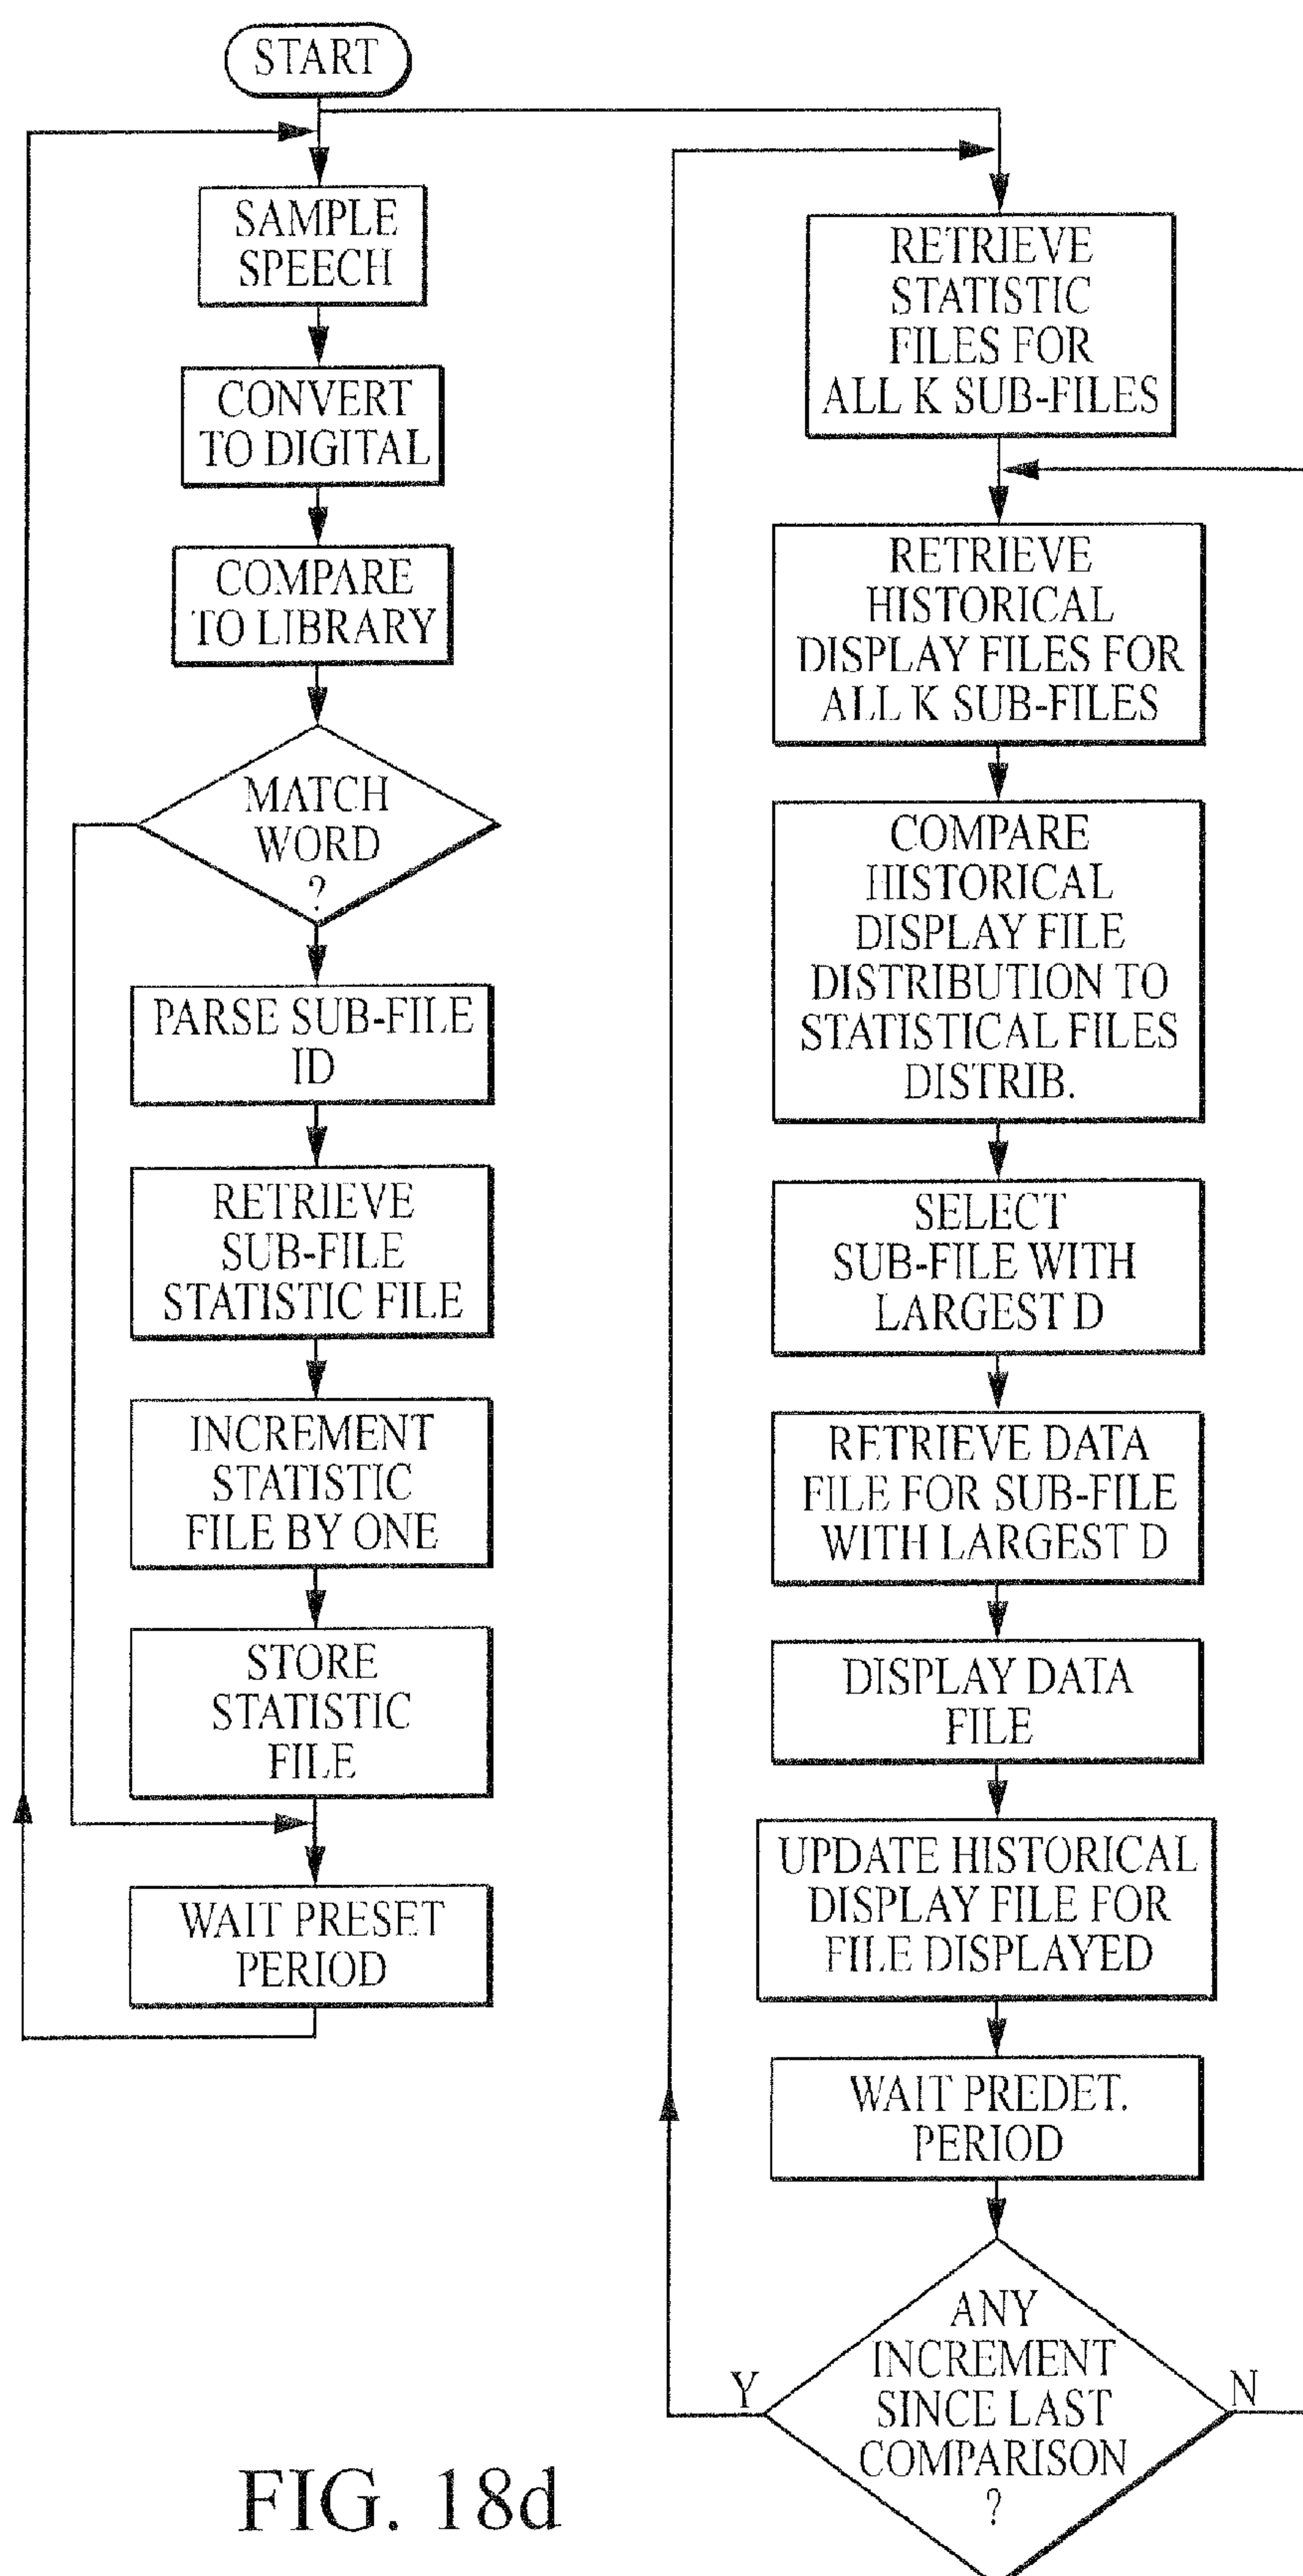 START
SAMPLE
SPEECH
CONVERT
TO DIGITAL
COMPARE
TO LIBRARY
MATCH
WORD
?
PARSE SUB-FILE
ID
RETRIEVE
SUB-FILE
STATISTIC FILE
INCREMENT
STATISTIC
FILE BY ONE
STORE
STATISTIC
FILE
WAIT PRESET
PERIOD
RETRIEVE
STATISTIC
FILES FOR
ALL K SUB-FILES
RETRIEVE
HISTORICAL
DISPLAY FILES FOR
ALL K SUB-FILES
COMPARE
HISTORICAL
DISPLAY FILE
DISTRIBUTION TO
STATISTICAL FILES
DISTRIB.
SELECT
SUB-FILE WITH
LARGEST D
RETRIEVE DATA
FILE FOR SUB-FILE
WITH LARGEST D
DISPLAY DATA
FILE
UPDATE HISTORICAL
DISPLAY FILE FOR
FILE DISPLAYED
WAIT PREDET.
PERIOD
ANY
INCREMENT
SINCE LAST
COMPARISON
?
Y
N
FIG. 18d